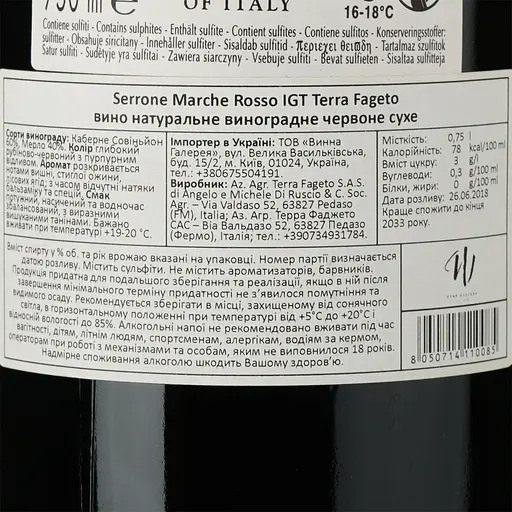 750 ml e
OF ITALY
16-18°C
Contiene solfiti - Contains sulphites - Enthält sulfite - Contient sulfites - Contiene sulfitos - Konserveringsstoffer:
sulfitter - Obsahuje siricitany - Innehåller sulfiter - Sisaldab sulfitid - περιεχει θειωδη - Tartalmaz szulfitok
Satur sulfiti - Sudėtyje yra sulfitai - Zawiera siarczyny - Vsebuje sulfiti - Bevat sulfieten - Sisaltaa sulfiitteja
Serrone Marche Rosso IGT Terra Fageto
вино натуральне виноградне червоне сухе
Сорти винограду: Каберне Совіньйон
60%, Мерло 40%. Колір глибокий
рубіново-червоний з пурпурним
відливом. Аромат розкривається
нотами вишні, стиглої ожини,
лісових ягід; з часом відчутні натяки
бальзаміку та спецій. Смак
потужний, насичений та водночас
збалансований, з виразними
вишуканими танінами. Бажано
вживати при температурі +19-20 °С.
Імпортер в Україні: ТОВ «Винна
Галерея», вул. Велика Васильківська,
буд. 15/2, м. Київ, 01024, Україна,
тел.: +380675504191.
Виробник: Az. Agr. Terra Fageto S.A.S.
di Angelo e Michele Di Ruscio & C. Soc.
Agr. – Via Valdaso 52, 63827 Pedaso
(FM), Italia; Аз. Агр. Терра Фаджето
САС – Віа Вальдазо 52, 63827 Педазо
(Фермо), Італія; тел.: +390734931784.
Місткість: 0,75 l
Калорійність: 78 kcal/100 ml
Вміст цукру: 3 g/l
Вуглеводи: 0,3 g/100 ml
Білки, жири: 0 g/100 ml
Дата розливу: 26.06.2018
Краще спожити до кінця
2033 року.
Вміст спирту у % об. та рік врожаю вказані на упаковці. Номер партії визначається
датою розливу. Містить сульфіти. Не містить ароматизаторів, барвників.
Продукція придатна для подальшого зберігання та реалізації, якщо в ній після
завершення мінімального терміну придатності не з’явилося помутніння та
видимого осаду. Рекомендується зберігати в місці, захищеному від сонячного
світла, в горизонтальному положенні при температурі від +5°С до +20°С і
відносній вологості до 85%. Алкогольні напої не рекомендовано вживати під час
вагітності, дітям, літнім людям, спортсменам, алергікам, водіям за кермом,
операторам при роботі з механізмами та особам, яким не виповнилося 18 років.
Надмірне споживання алкоголю шкодить Вашому здоров’ю.
8 050714 110085